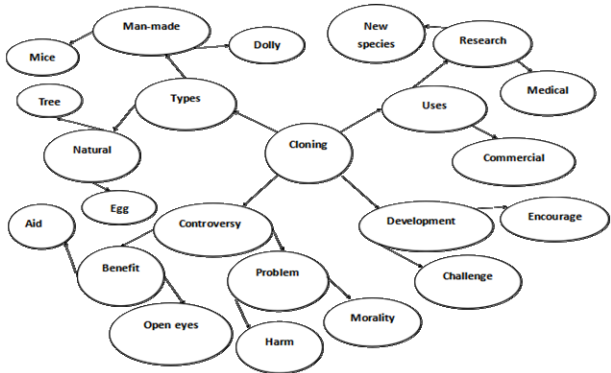 Man-made
New
species
Research
Mice
Dolly
Tree
Types
Uses
Medical
Natural
Cloning
Commercial
Egg
Aid
Controversy
Development
Encourage
Benefit
Problem
Challenge
Open eyes
Morality
Harm